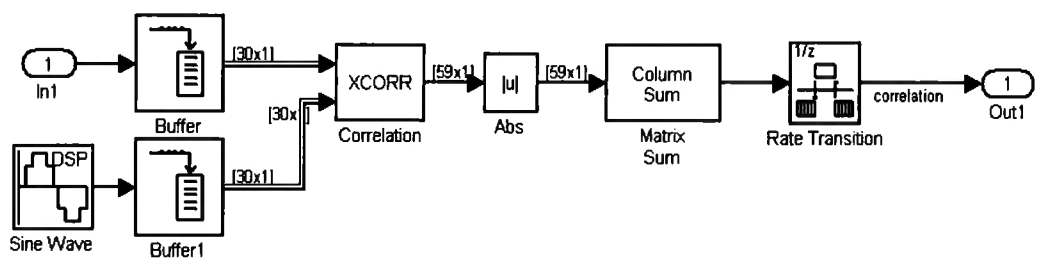 1
In1
Buffer
[30x1]
DSP
Sine Wave
Buffer1
[30x1]
[30x
XCORR
Correlation
[59x1]
|u|
Abs
[59x1]
Column
Sum
Matrix
Sum
1/z
Rate Transition
correlation
1
Out1